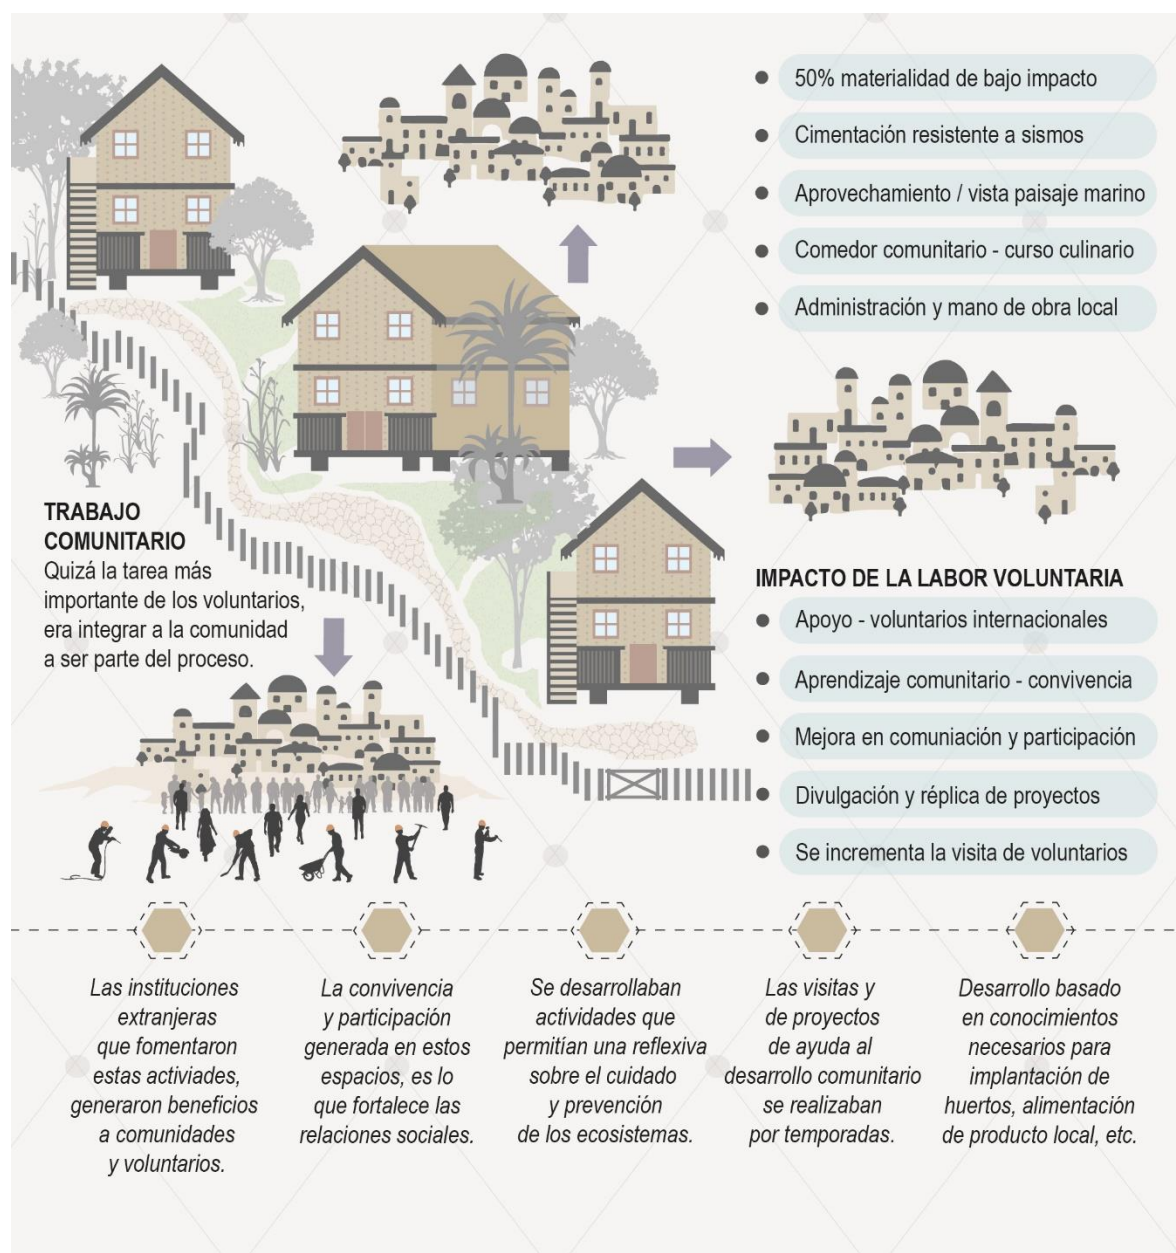 50% materialidad de bajo impacto
Cimentación resistente a sismos
Aprovechamiento / vista paisaje marino
Comedor comunitario - curso culinario
Administración y mano de obra local
TRABAJO
COMUNITARIO
Quizá la tarea más
importante de los voluntarios,
era integrar a la comunidad
a ser parte del proceso.
IMPACTO DE LA LABOR VOLUNTARIA
Apoyo - voluntarios internacionales
Aprendizaje comunitario - convivencia
Mejora en comuniación y participación
Divulgación y réplica de proyectos
Se incrementa la visita de voluntarios
Las instituciones
extranjeras
que fomentaron
estas activiades,
generaron beneficios
a comunidades
y voluntarios.
La convivencia
y participación
generada en estos
espacios, es lo
que fortalece las
relaciones sociales.
Se desarrollaban
actividades que
permitían una reflexiva
sobre el cuidado
y prevención
de los ecosistemas.
Las visitas y
de proyectos
de ayuda al
desarrollo comunitario
se realizaban
por temporadas.
Desarrollo basado
en conocimientos
necesarios para
implantación de
huertos, alimentación
de producto local, etc.